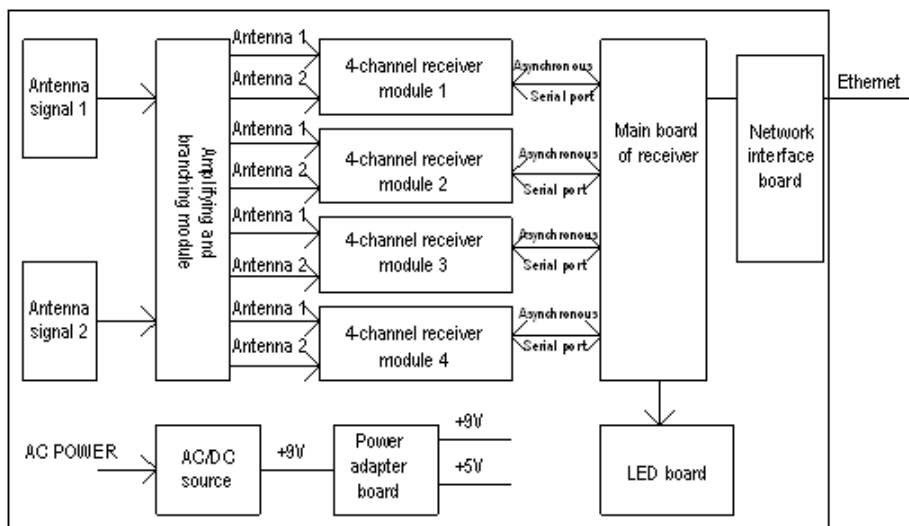 Antenna
signal 1
Antenna
signal 2
Amplifying and
branching module
Antenna 1
Antenna 2
Antenna 1
Antenna 2
Antenna 1
Antenna 2
Antenna 1
Antenna 2
4-channel receiver
module 1
4-channel receiver
module 2
4-channel receiver
module 3
4-channel receiver
module 4
Asynchronous
Serial port
Asynchronous
Serial port
Asynchronous
Serial port
Asynchronous
Serial port
Main board
of receiver
Network
interface
board
Ethernet
AC POWER
AC/DC
source
+9V
Power
adapter
board
+9V
+5V
LED board